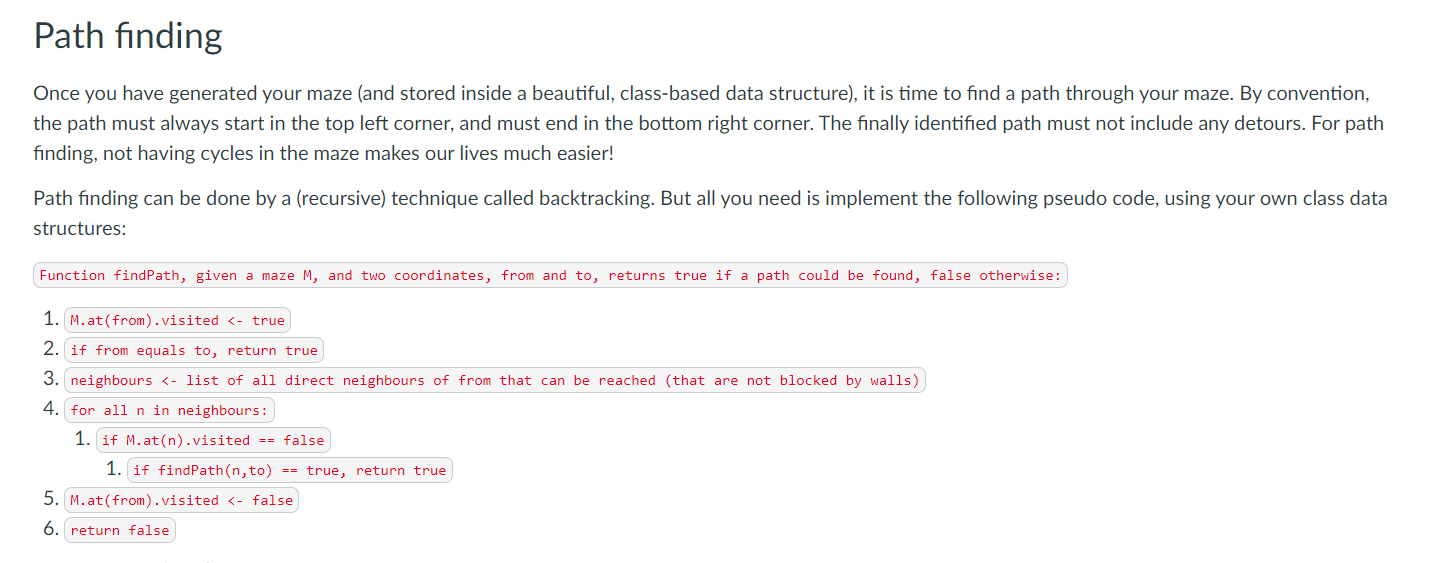 Path finding
Once you have generated your maze (and stored inside a beautiful, class-based data structure), it is time to find a path through your maze. By convention,
the path must always start in the top left corner, and must end in the bottom right corner. The finally identified path must not include any detours. For path
finding, not having cycles in the maze makes our lives much easier!
Path finding can be done by a (recursive) technique called backtracking. But all you need is implement the following pseudo code, using your own class data
structures:
Function findPath, given a maze M, and two coordinates, from and to, returns true if a path could be found, false otherwise:
1. M.at(from).visited <- true
2. if from equals to, return true
3. neighbours <- list of all direct neighbours of from that can be reached (that are not blocked by walls)
4. for all n in neighbours:
1. if M.at(n).visited == false
1. if findPath(n,to) == true, return true
5. M.at(from).visited <- false
6. return false